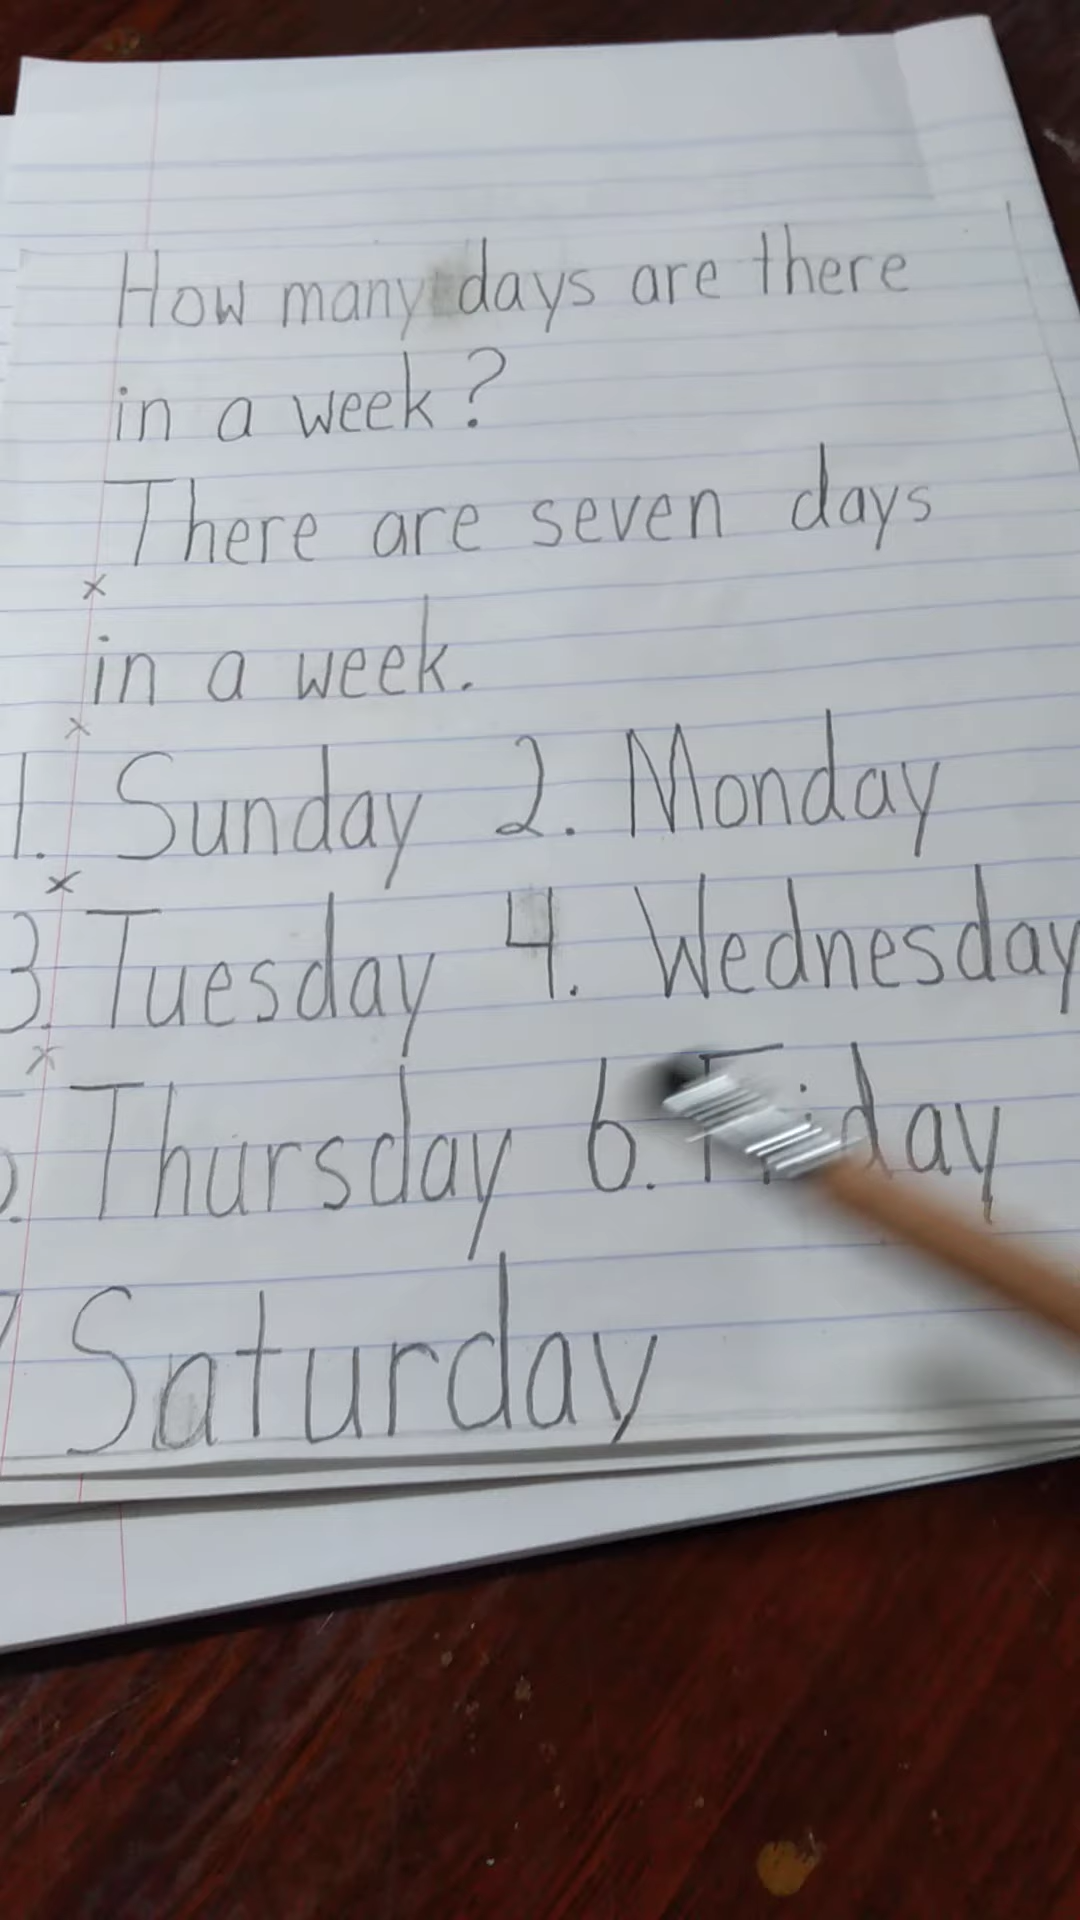 How many days are there
in a week?
There are seven days
in a week.
1. Sunday 2. Monday
3. Tuesday 4. Wednesday
Thursday 6. Friday
Saturday